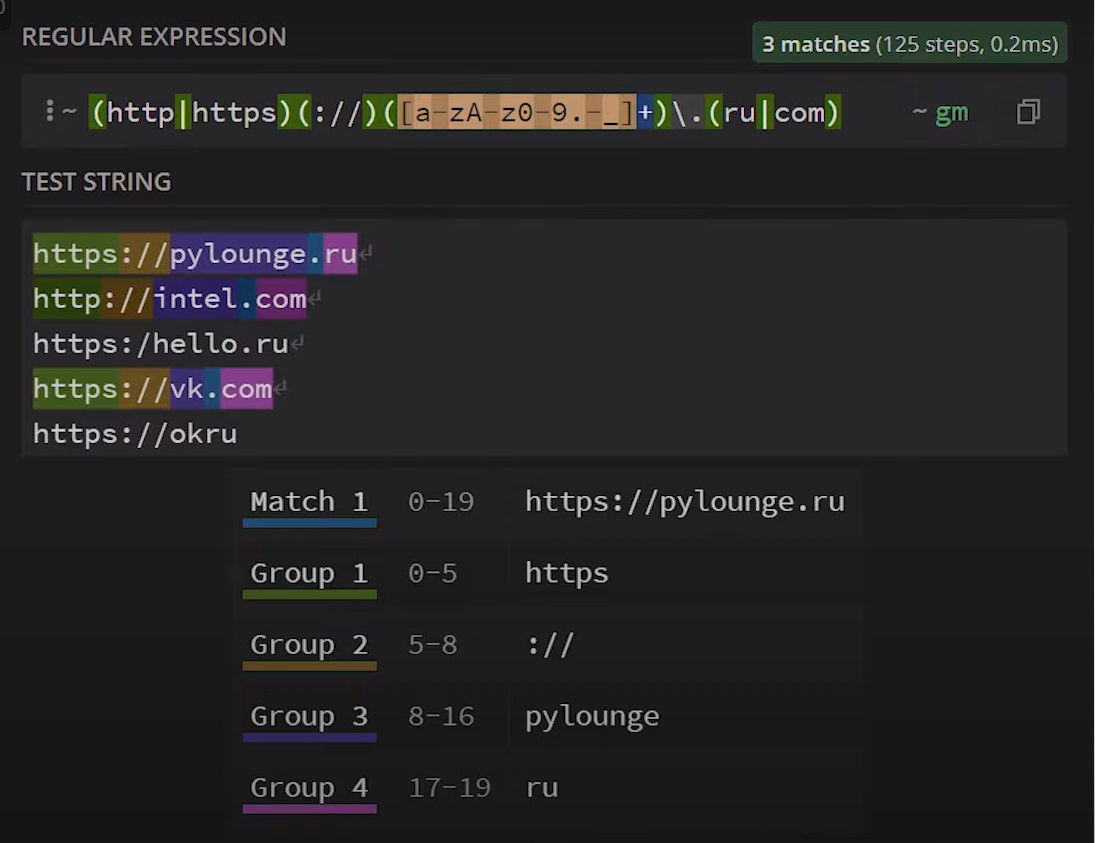 REGULAR EXPRESSION
3 matches (125 steps, 0.2ms)
~ (http|https)(://)([a-zA-z0-9.-_]+)\.(ru|com) ~ gm
TEST STRING
https://pylounge.ru
http://intel.com
https:/hello.ru
https://vk.com
https://okru
Match 1 0-19 https://pylounge.ru
Group 1 0-5 https
Group 2 5-8 ://
Group 3 8-16 pylounge
Group 4 17-19 ru